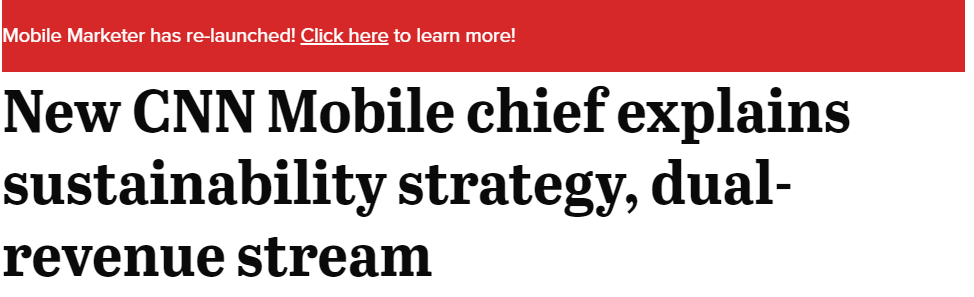 Mobile Marketer has re-launched! Click here to learn more!
New CNN Mobile chief explains
sustainability strategy, dual-
revenue stream